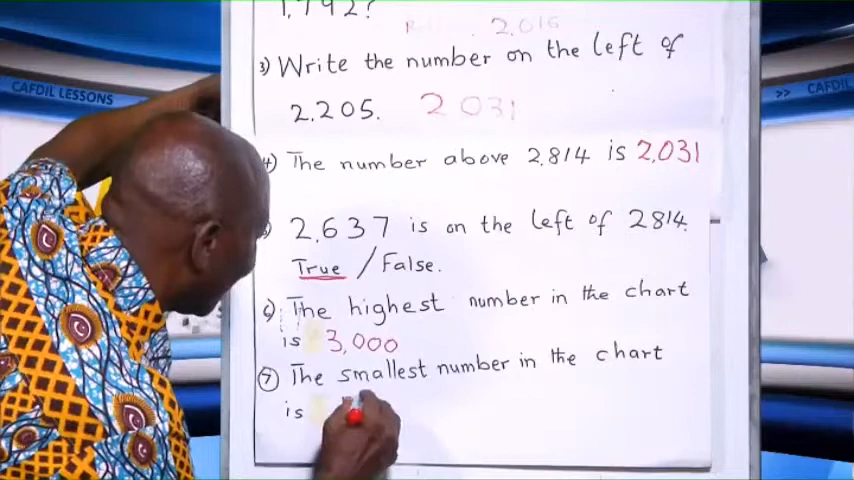 1,792?
2,016
3) Write the number on the left of
2.205. 2031
4) The number above 2.814 is 2,031
2.637 is on the left of 2814.
True / False.
6) The highest number in the chart
is 3,000
7) The smallest number in the chart
is
CAFDIL LESSONS
>> CAFDIL